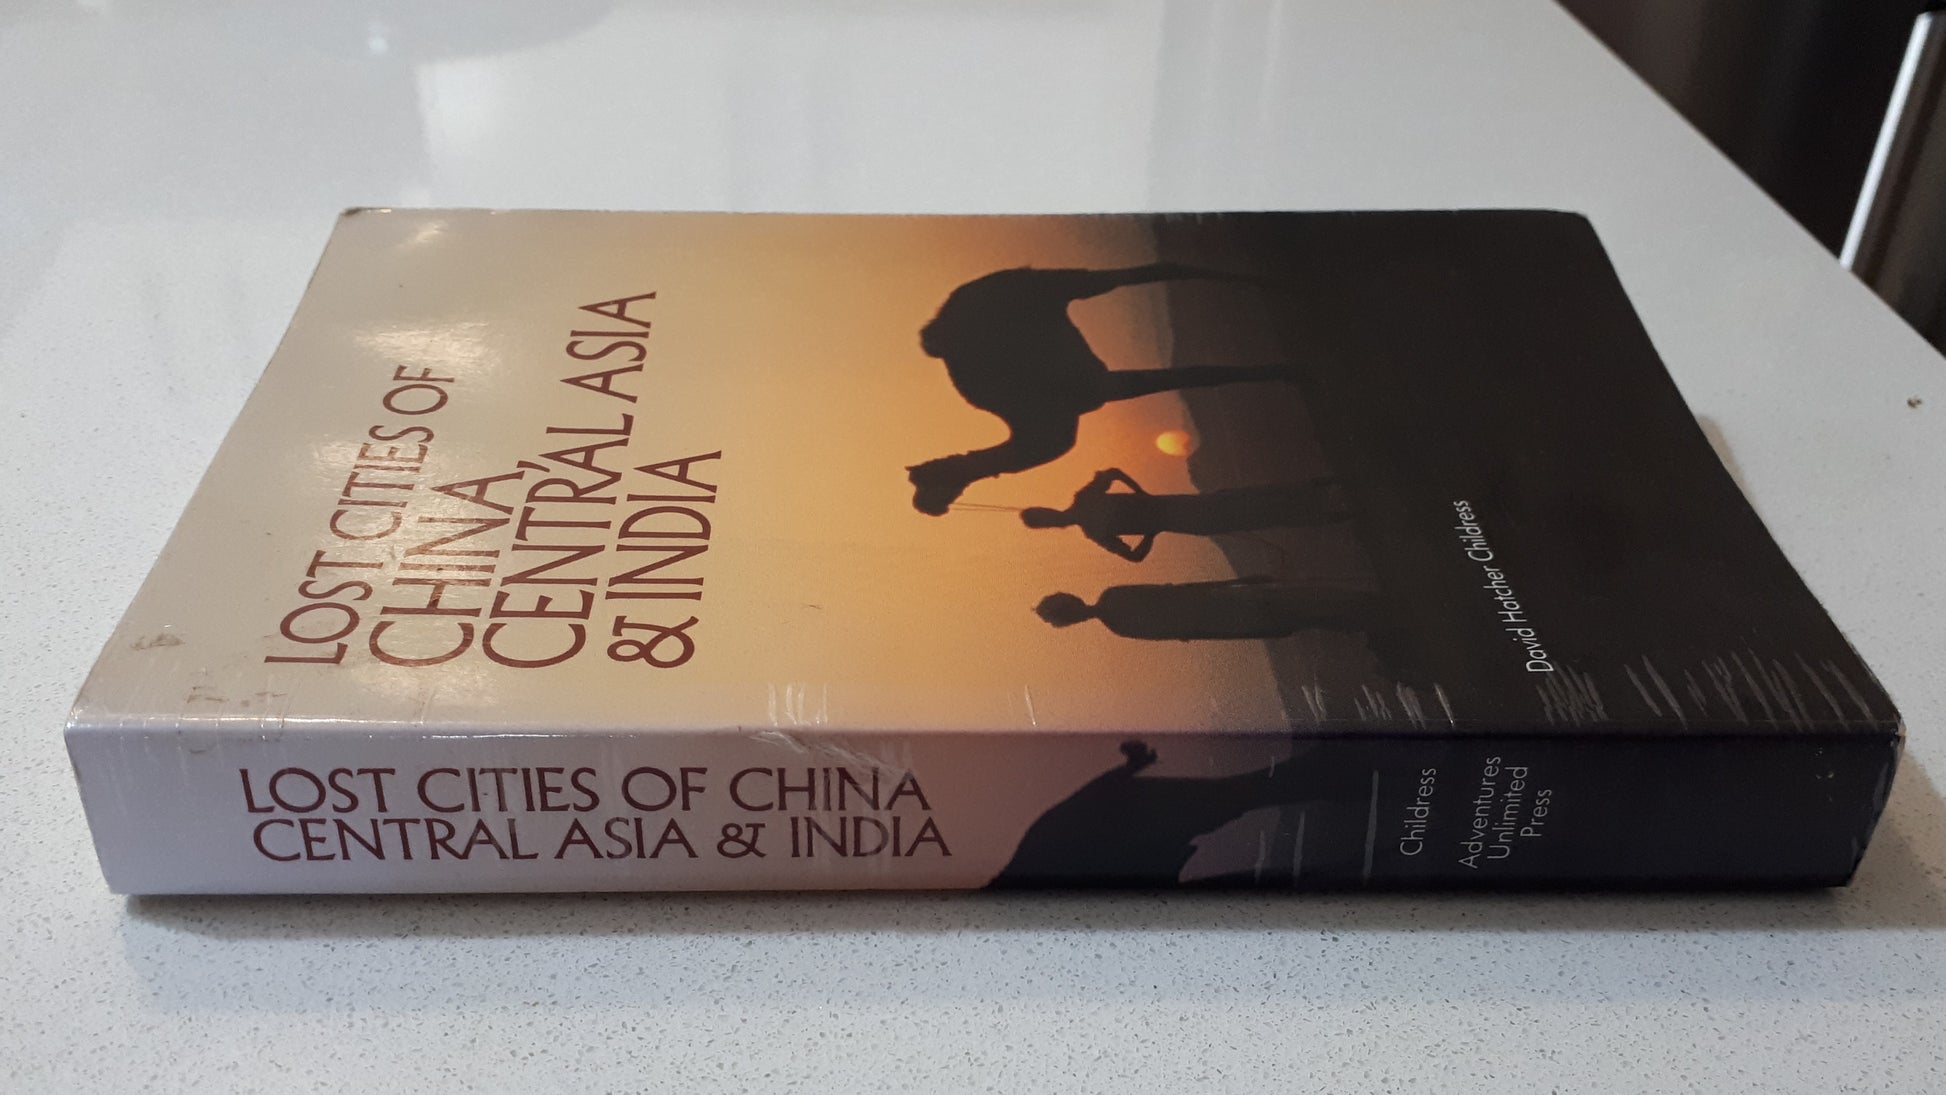 LOST CITIES OF
CHINA,
CENTRAL ASIA
& INDIA
David Hatcher Childress
LOST CITIES OF CHINA
CENTRAL ASIA & INDIA
Childress
Adventures
Unlimited
Press